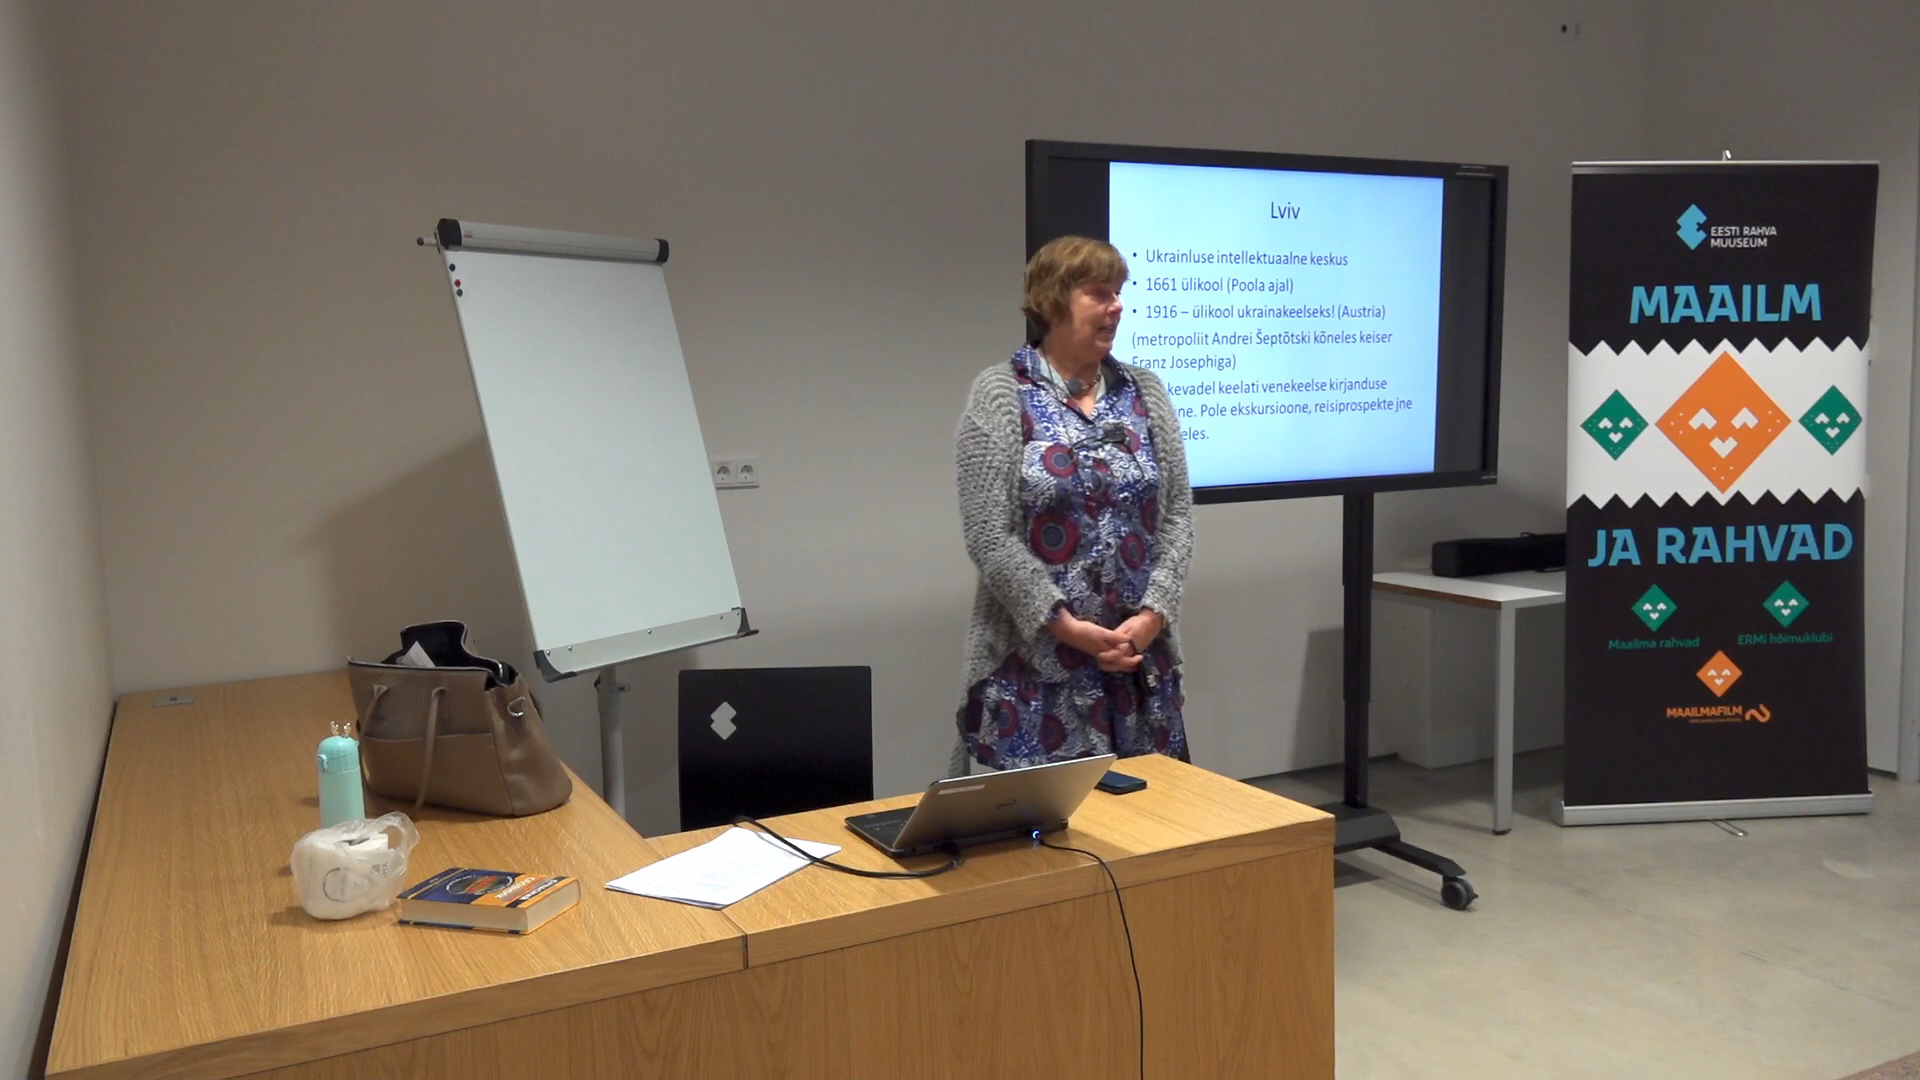 Lviv
• Ukrainluse intellektuaalne keskus
• 1661 ülikool (Poola ajal)
• 1916 – ülikool ukrainakeelseks! (Austria)
(metropoliit Andrei Šeptõtski kõneles keiser
Franz Josephiga)
kevadel keelati venekeelse kirjanduse
ne. Pole ekskursioone, reisiprospekte jne
eles.
EESTI RAHVA
MUUSEUM
MAAILM
JA RAHVAD
Maailma rahvad
ERMi hõimuklubi
MAAILMAFILM